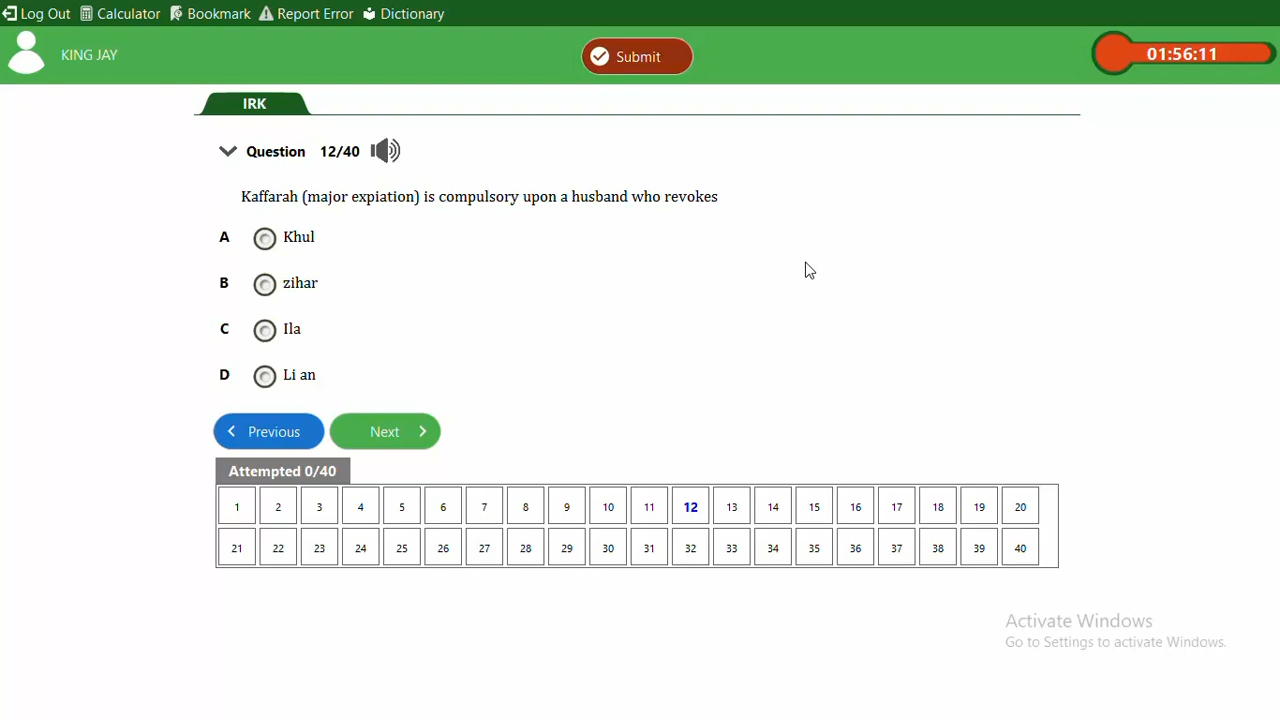 Log Out Calculator Bookmark Report Error Dictionary
KING JAY
Submit
01:56:11
IRK
Question 12/40
Kaffarah (major expiation) is compulsory upon a husband who revokes
A Khul
B zihar
C Ila
D Li an
Previous Next
Attempted 0/40
1 2 3 4 5 6 7 8 9 10 11 12 13 14 15 16 17 18 19 20
21 22 23 24 25 26 27 28 29 30 31 32 33 34 35 36 37 38 39 40
Activate Windows
Go to Settings to activate Windows.